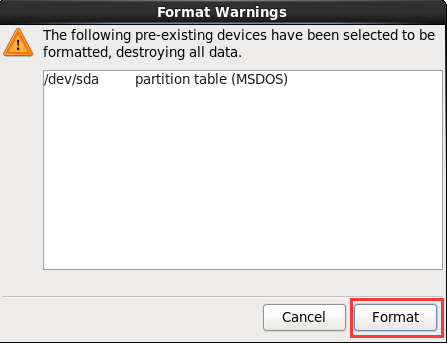 Format Warnings
The following pre-existing devices have been selected to be
formatted, destroying all data.
/dev/sda partition table (MSDOS)
Cancel Format